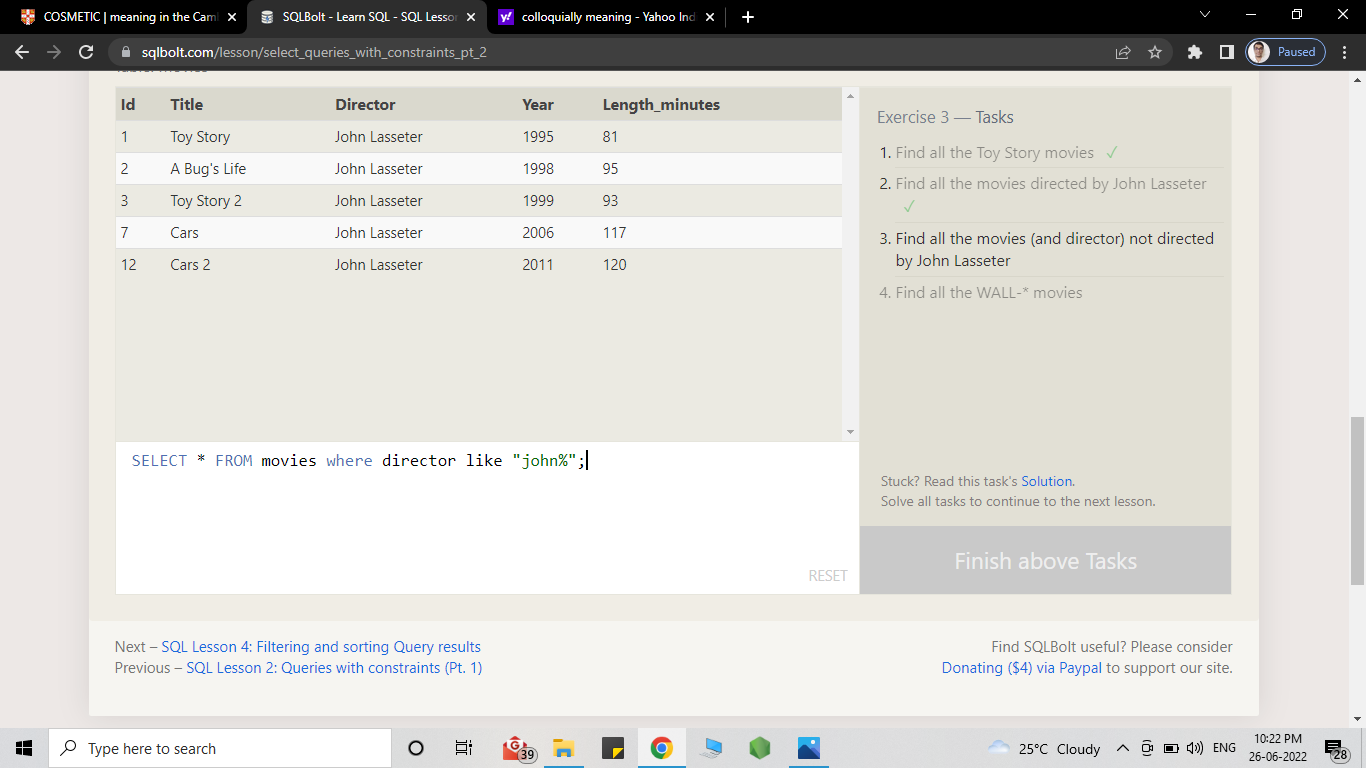 COSMETIC | meaning in the Cam
SQLBolt - Learn SQL - SQL Lesson
colloquially meaning - Yahoo Ind
sqlbolt.com/lesson/select_queries_with_constraints_pt_2
Paused
Id Title Director Year Length_minutes
1 Toy Story John Lasseter 1995 81
2 A Bug's Life John Lasseter 1998 95
3 Toy Story 2 John Lasseter 1999 93
7 Cars John Lasseter 2006 117
12 Cars 2 John Lasseter 2011 120
SELECT * FROM movies where director like "john%";
RESET
Exercise 3 — Tasks
1. Find all the Toy Story movies ✓
2. Find all the movies directed by John Lasseter
✓
3. Find all the movies (and director) not directed
by John Lasseter
4. Find all the WALL-* movies
Stuck? Read this task's Solution.
Solve all tasks to continue to the next lesson.
Finish above Tasks
Next – SQL Lesson 4: Filtering and sorting Query results
Previous – SQL Lesson 2: Queries with constraints (Pt. 1)
Find SQLBolt useful? Please consider
Donating ($4) via Paypal to support our site.
Type here to search
G
39
25°C Cloudy
ENG
10:22 PM
26-06-2022
28